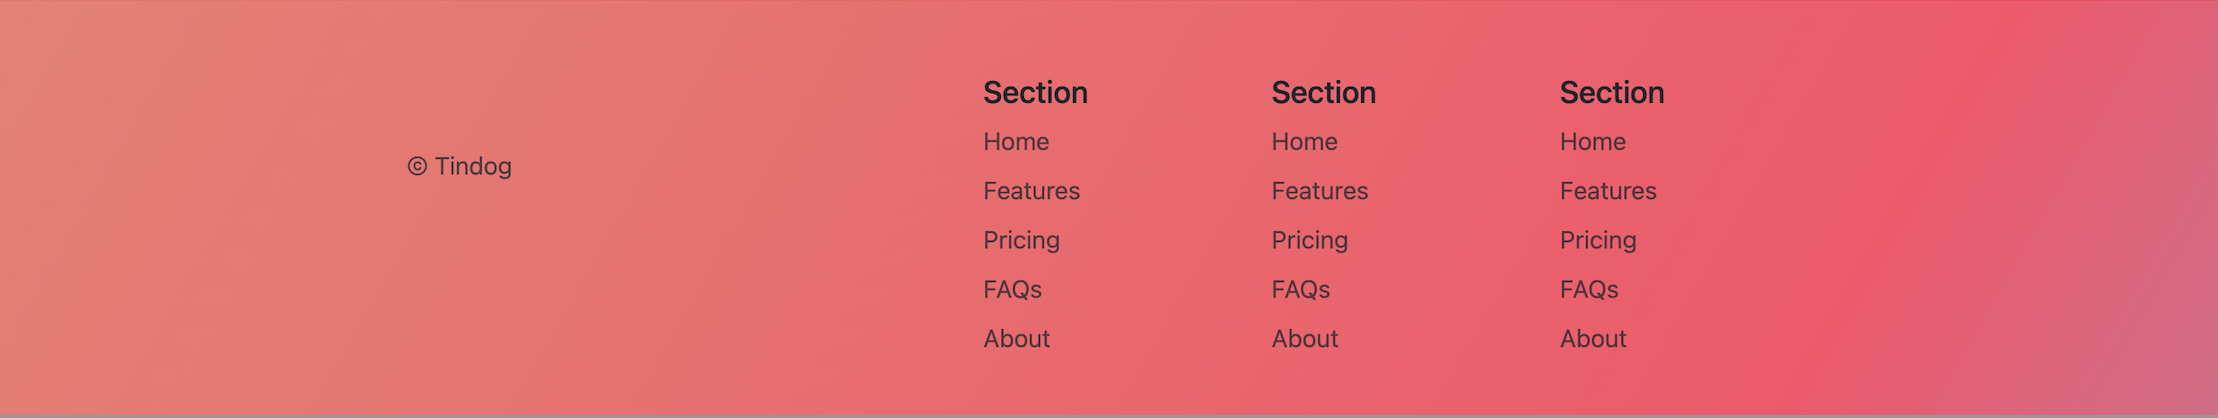 © Tindog
Section
Home
Features
Pricing
FAQs
About
Section
Home
Features
Pricing
FAQs
About
Section
Home
Features
Pricing
FAQs
About